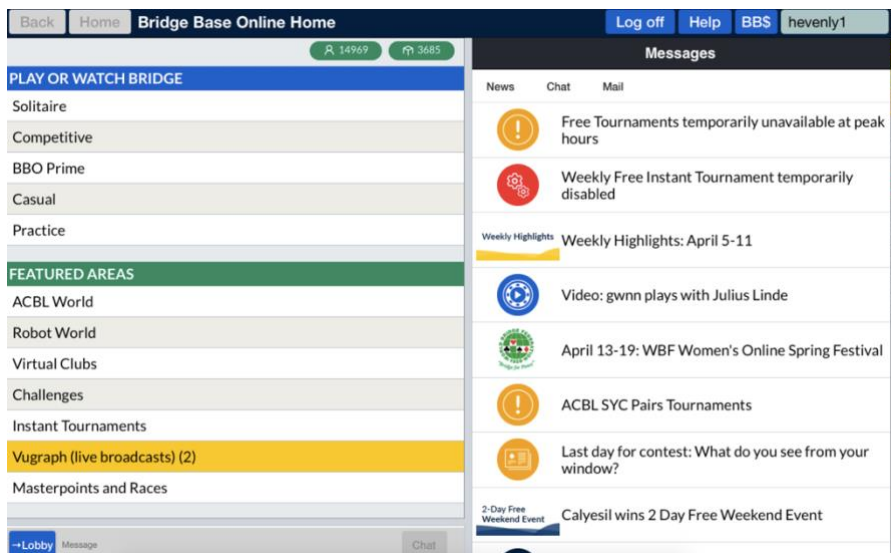 Back Home Bridge Base Online Home Log off Help BB$ hevenly1
14969 3685
PLAY OR WATCH BRIDGE
Solitaire
Competitive
BBO Prime
Casual
Practice
FEATURED AREAS
ACBL World
Robot World
Virtual Clubs
Challenges
Instant Tournaments
Vugraph (live broadcasts) (2)
Masterpoints and Races
→Lobby Message Chat
Messages
News Chat Mail
Free Tournaments temporarily unavailable at peak
hours
Weekly Free Instant Tournament temporarily
disabled
Weekly Highlights
Weekly Highlights: April 5-11
Video: gwnn plays with Julius Linde
April 13-19: WBF Women's Online Spring Festival
ACBL SYC Pairs Tournaments
Last day for contest: What do you see from your
window?
2-Day Free
Weekend Event
Calyesil wins 2 Day Free Weekend Event